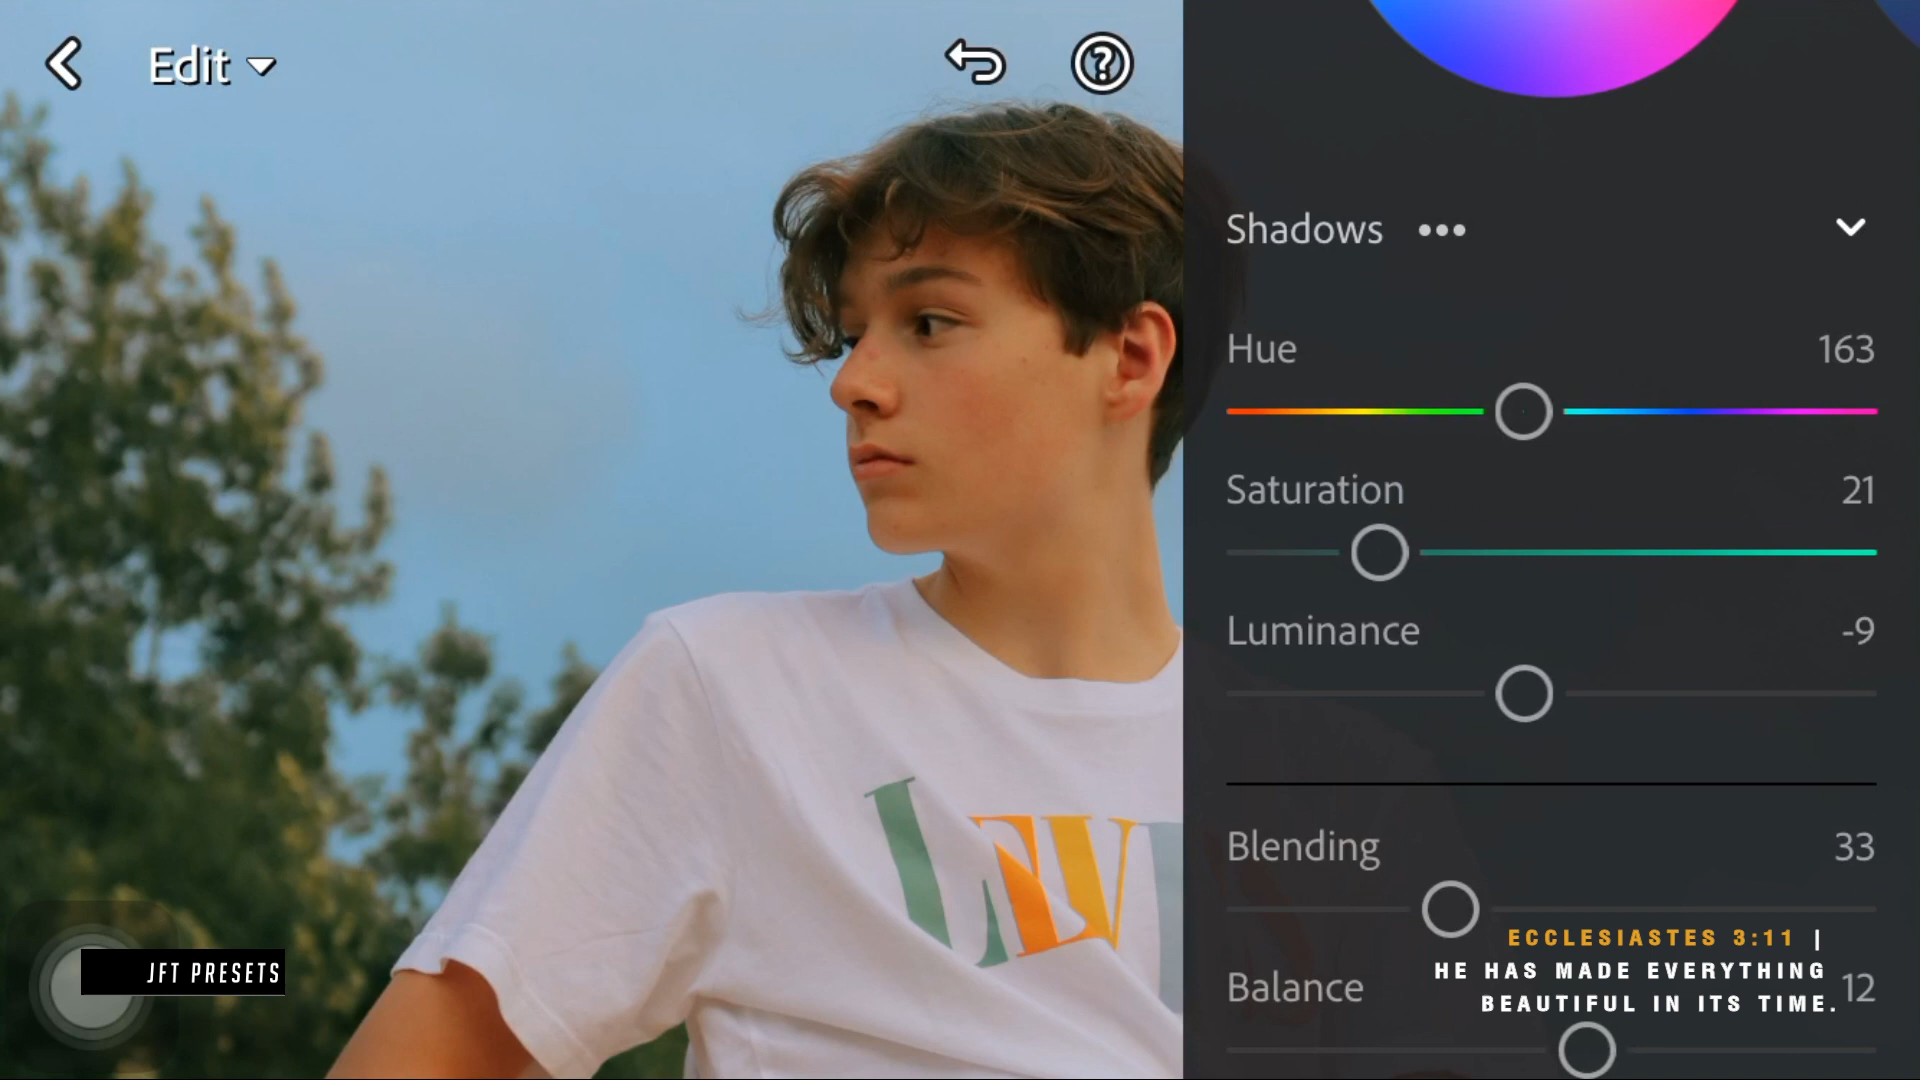 Edit
Shadows
Hue 163
Saturation 21
Luminance -9
Blending 33
Balance 12
ECCLESIASTES 3:11 |
HE HAS MADE EVERYTHING
BEAUTIFUL IN ITS TIME.
JFT PRESETS